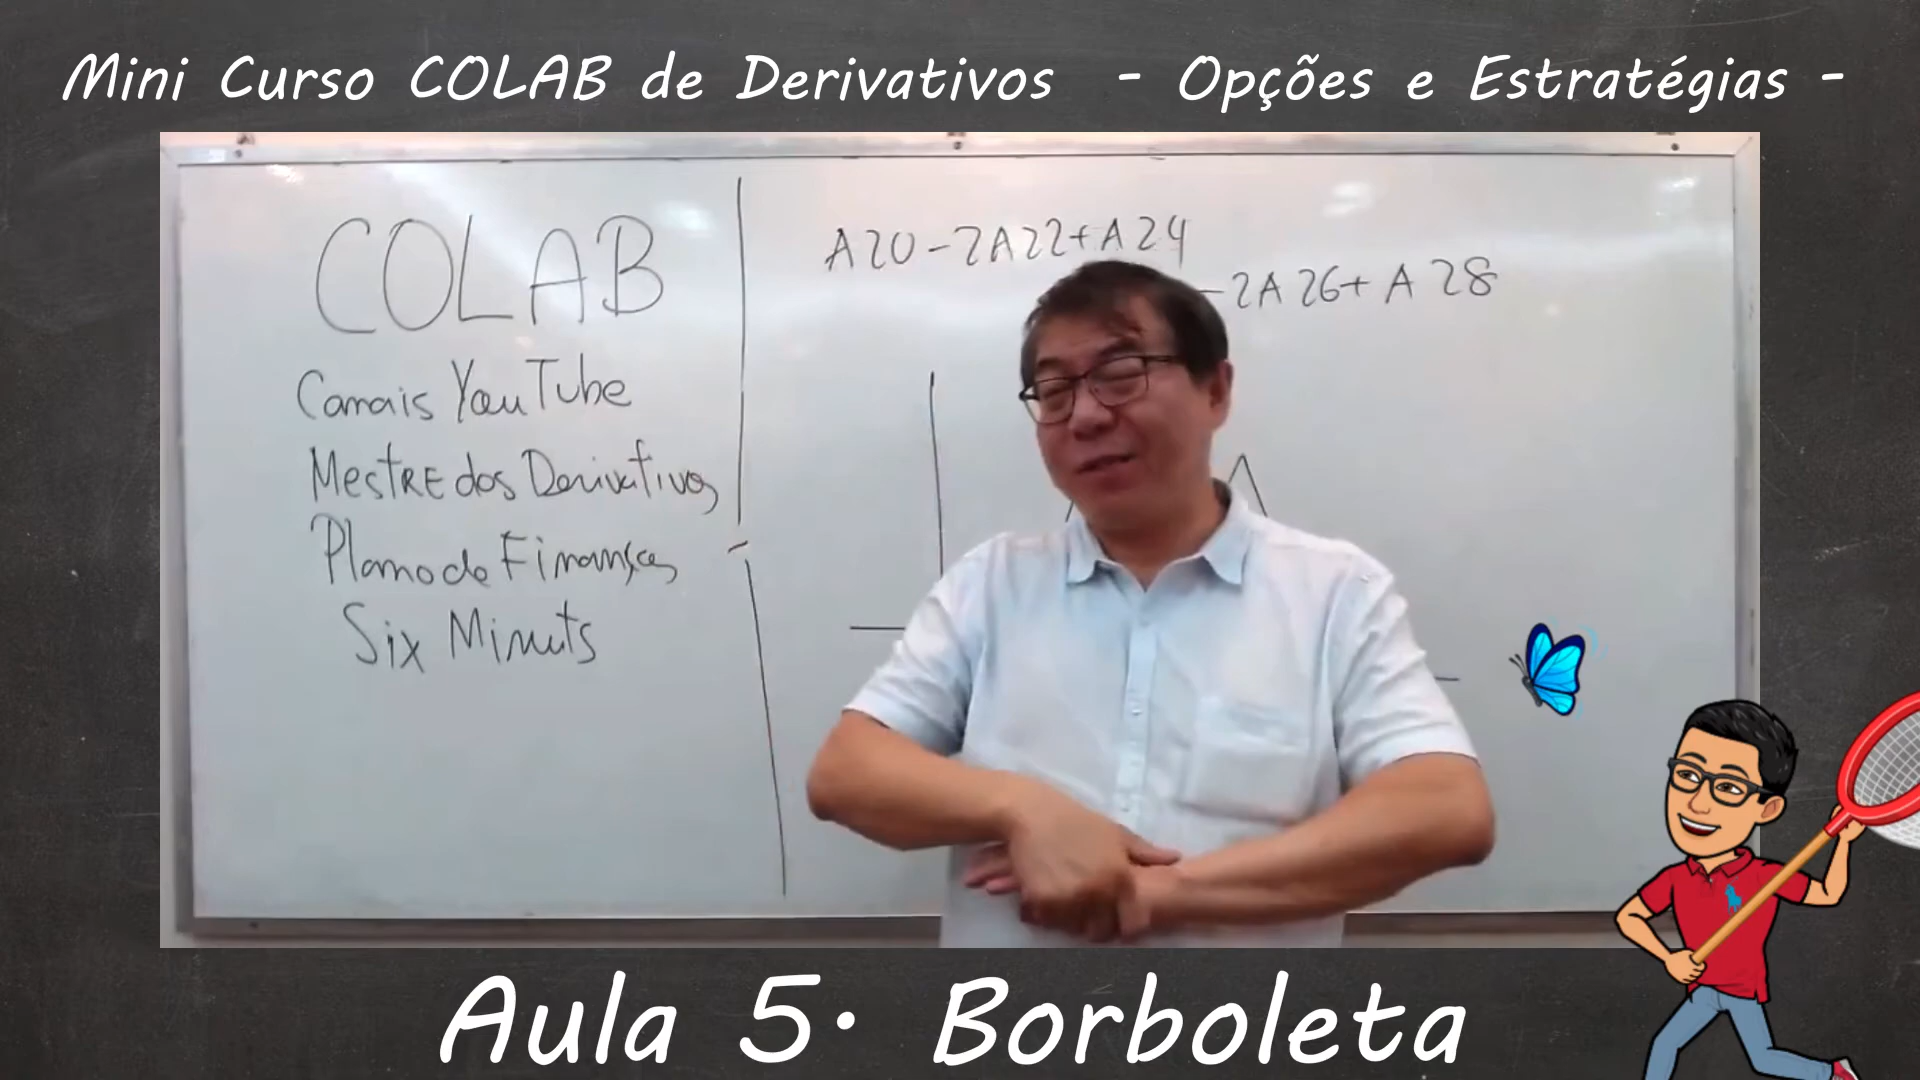 Mini Curso COLAB de Derivativos - Opções e Estratégias -
COLAB
Canais YouTube
MESTRE dos Derivativos
Plano de Finanças
Six Minuts
A20-2A22+A24
-2A26+A28
Aula 5. Borboleta